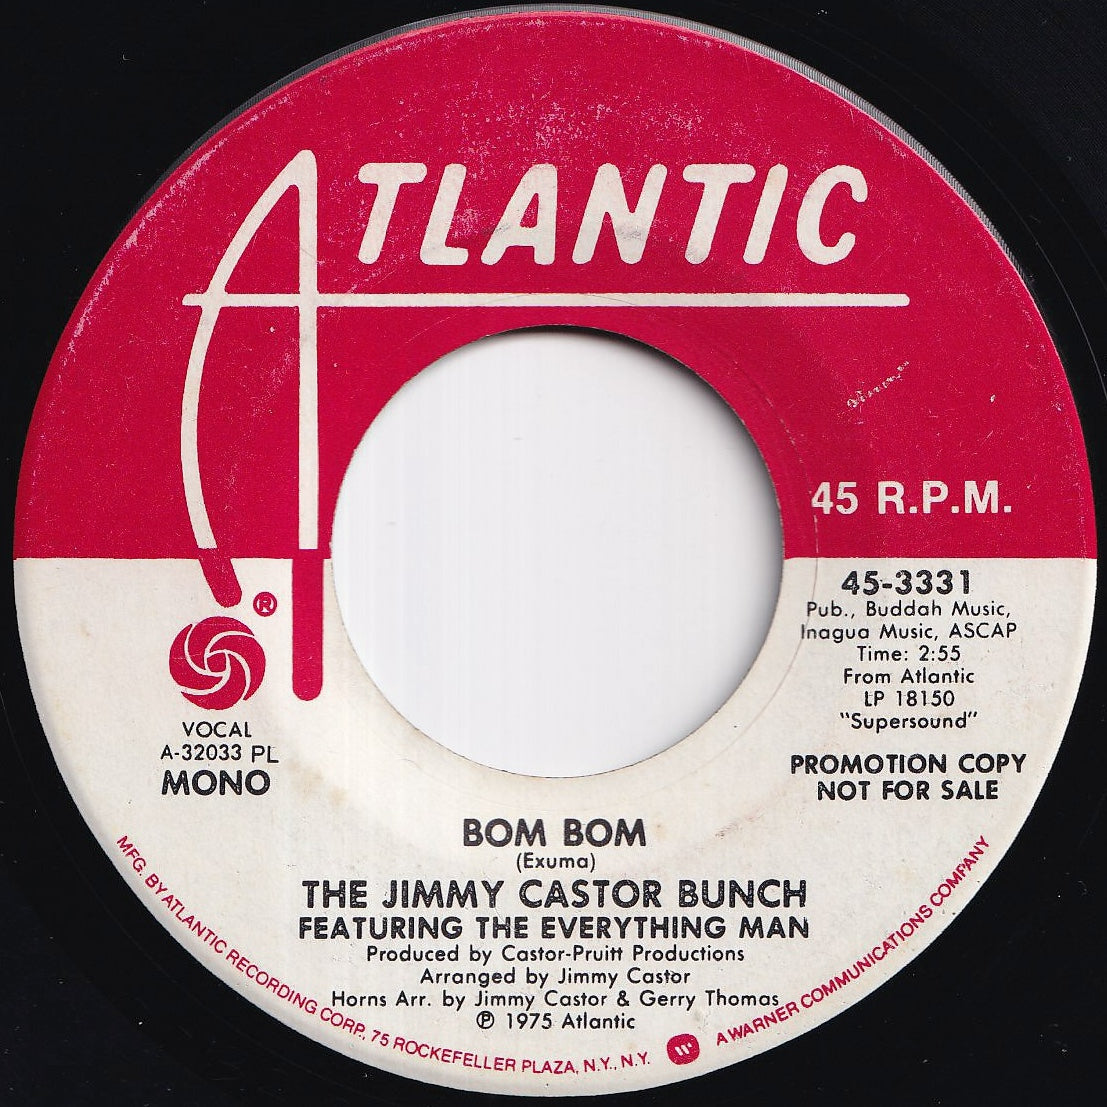 ATLANTIC
45 R.P.M.
45-3331
Pub., Buddah Music,
Inagua Music, ASCAP
Time: 2:55
From Atlantic
LP 18150
"Supersound"
PROMOTION COPY
NOT FOR SALE
®
VOCAL
A-32033 PL
MONO
BOM BOM
(Exuma)
THE JIMMY CASTOR BUNCH
FEATURING THE EVERYTHING MAN
Produced by Castor-Pruitt Productions
Arranged by Jimmy Castor
Horns Arr. by Jimmy Castor & Gerry Thomas
℗ 1975 Atlantic
MFG. BY ATLANTIC RECORDING CORP., 75 ROCKEFELLER PLAZA, N.Y., N.Y. W A WARNER COMMUNICATIONS COMPANY